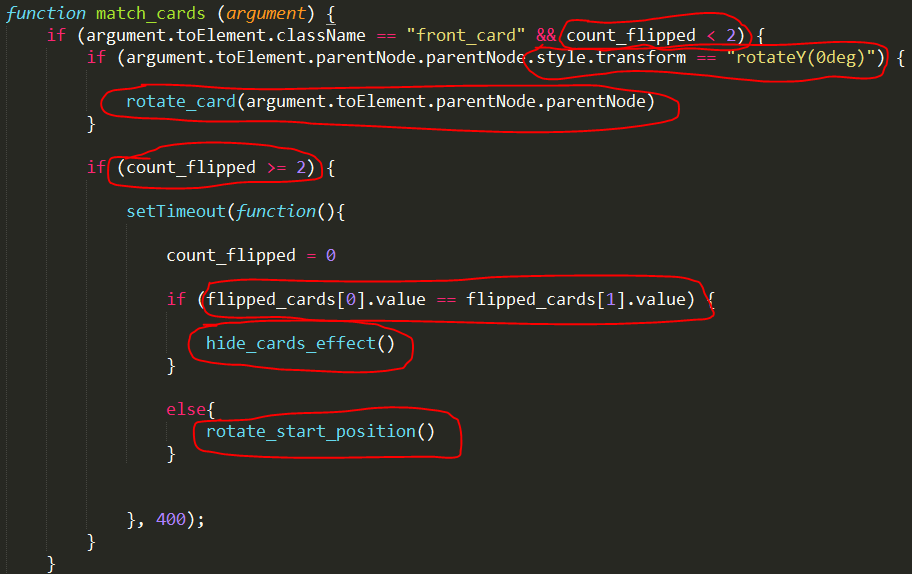 function match_cards (argument) {
if (argument.toElement.className == "front_card" && count_flipped < 2) {
if (argument.toElement.parentNode.parentNode.style.transform == "rotateY(0deg)") {
rotate_card(argument.toElement.parentNode.parentNode)
}
if (count_flipped >= 2) {
setTimeout(function(){
count_flipped = 0
if (flipped_cards[0].value == flipped_cards[1].value) {
hide_cards_effect()
}
else{
rotate_start_position()
}
}, 400);
}
}